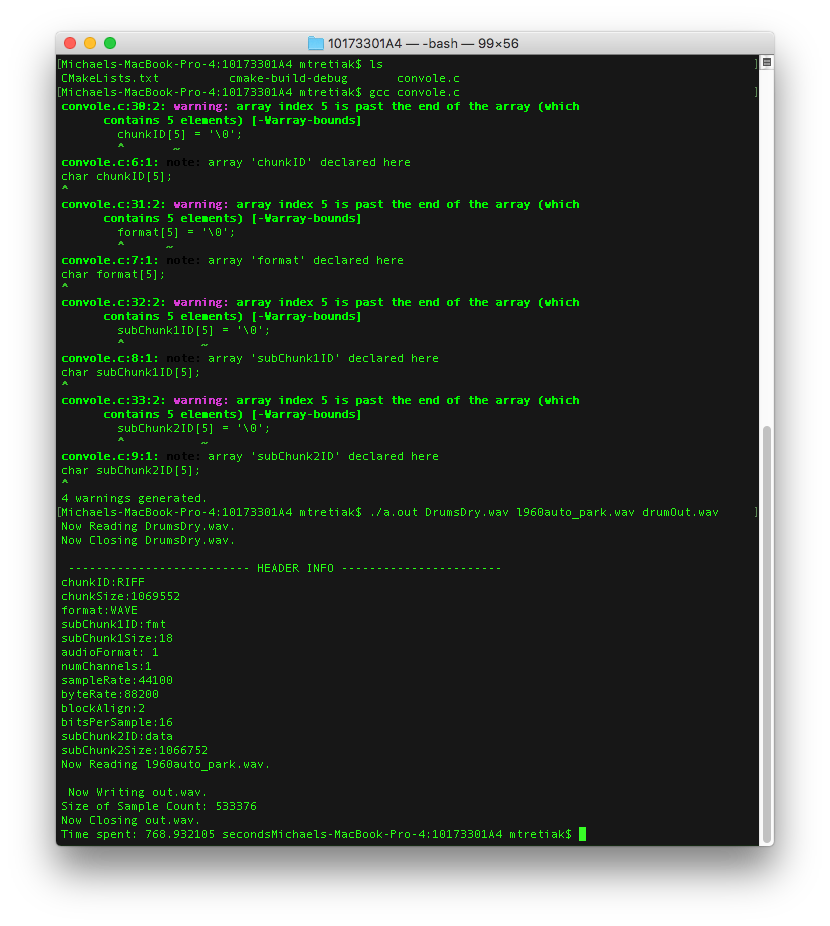 10173301A4 — -bash — 99×56
[Michaels-MacBook-Pro-4:10173301A4 mtretiak$ ls ]
CMakeLists.txt cmake-build-debug convole.c
[Michaels-MacBook-Pro-4:10173301A4 mtretiak$ gcc convole.c ]
convole.c:30:2: warning: array index 5 is past the end of the array (which
contains 5 elements) [-Warray-bounds]
chunkID[5] = '\0';
^ ~
convole.c:6:1: note: array 'chunkID' declared here
char chunkID[5];
^
convole.c:31:2: warning: array index 5 is past the end of the array (which
contains 5 elements) [-Warray-bounds]
format[5] = '\0';
^ ~
convole.c:7:1: note: array 'format' declared here
char format[5];
^
convole.c:32:2: warning: array index 5 is past the end of the array (which
contains 5 elements) [-Warray-bounds]
subChunk1ID[5] = '\0';
^ ~
convole.c:8:1: note: array 'subChunk1ID' declared here
char subChunk1ID[5];
^
convole.c:33:2: warning: array index 5 is past the end of the array (which
contains 5 elements) [-Warray-bounds]
subChunk2ID[5] = '\0';
^ ~
convole.c:9:1: note: array 'subChunk2ID' declared here
char subChunk2ID[5];
^
4 warnings generated.
[Michaels-MacBook-Pro-4:10173301A4 mtretiak$ ./a.out DrumsDry.wav l960auto_park.wav drumOut.wav ]
Now Reading DrumsDry.wav.
Now Closing DrumsDry.wav.
-------------------------- HEADER INFO -----------------------
chunkID:RIFF
chunkSize:1069552
format:WAVE
subChunk1ID:fmt
subChunk1Size:18
audioFormat: 1
numChannels:1
sampleRate:44100
byteRate:88200
blockAlign:2
bitsPerSample:16
subChunk2ID:data
subChunk2Size:1066752
Now Reading l960auto_park.wav.
Now Writing out.wav.
Size of Sample Count: 533376
Now Closing out.wav.
Time spent: 768.932105 secondsMichaels-MacBook-Pro-4:10173301A4 mtretiak$